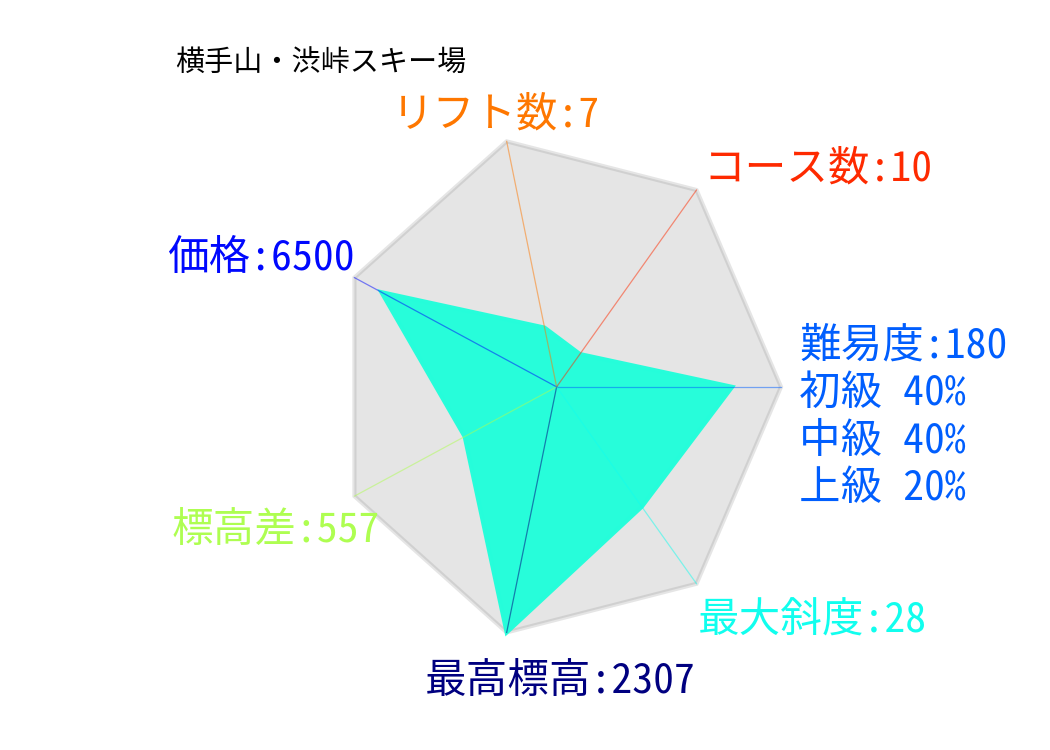 横手山・渋峠スキー場
リフト数:7
コース数:10
価格:6500
難易度:180
初級 40%
中級 40%
上級 20%
標高差:557
最大斜度:28
最高標高:2307